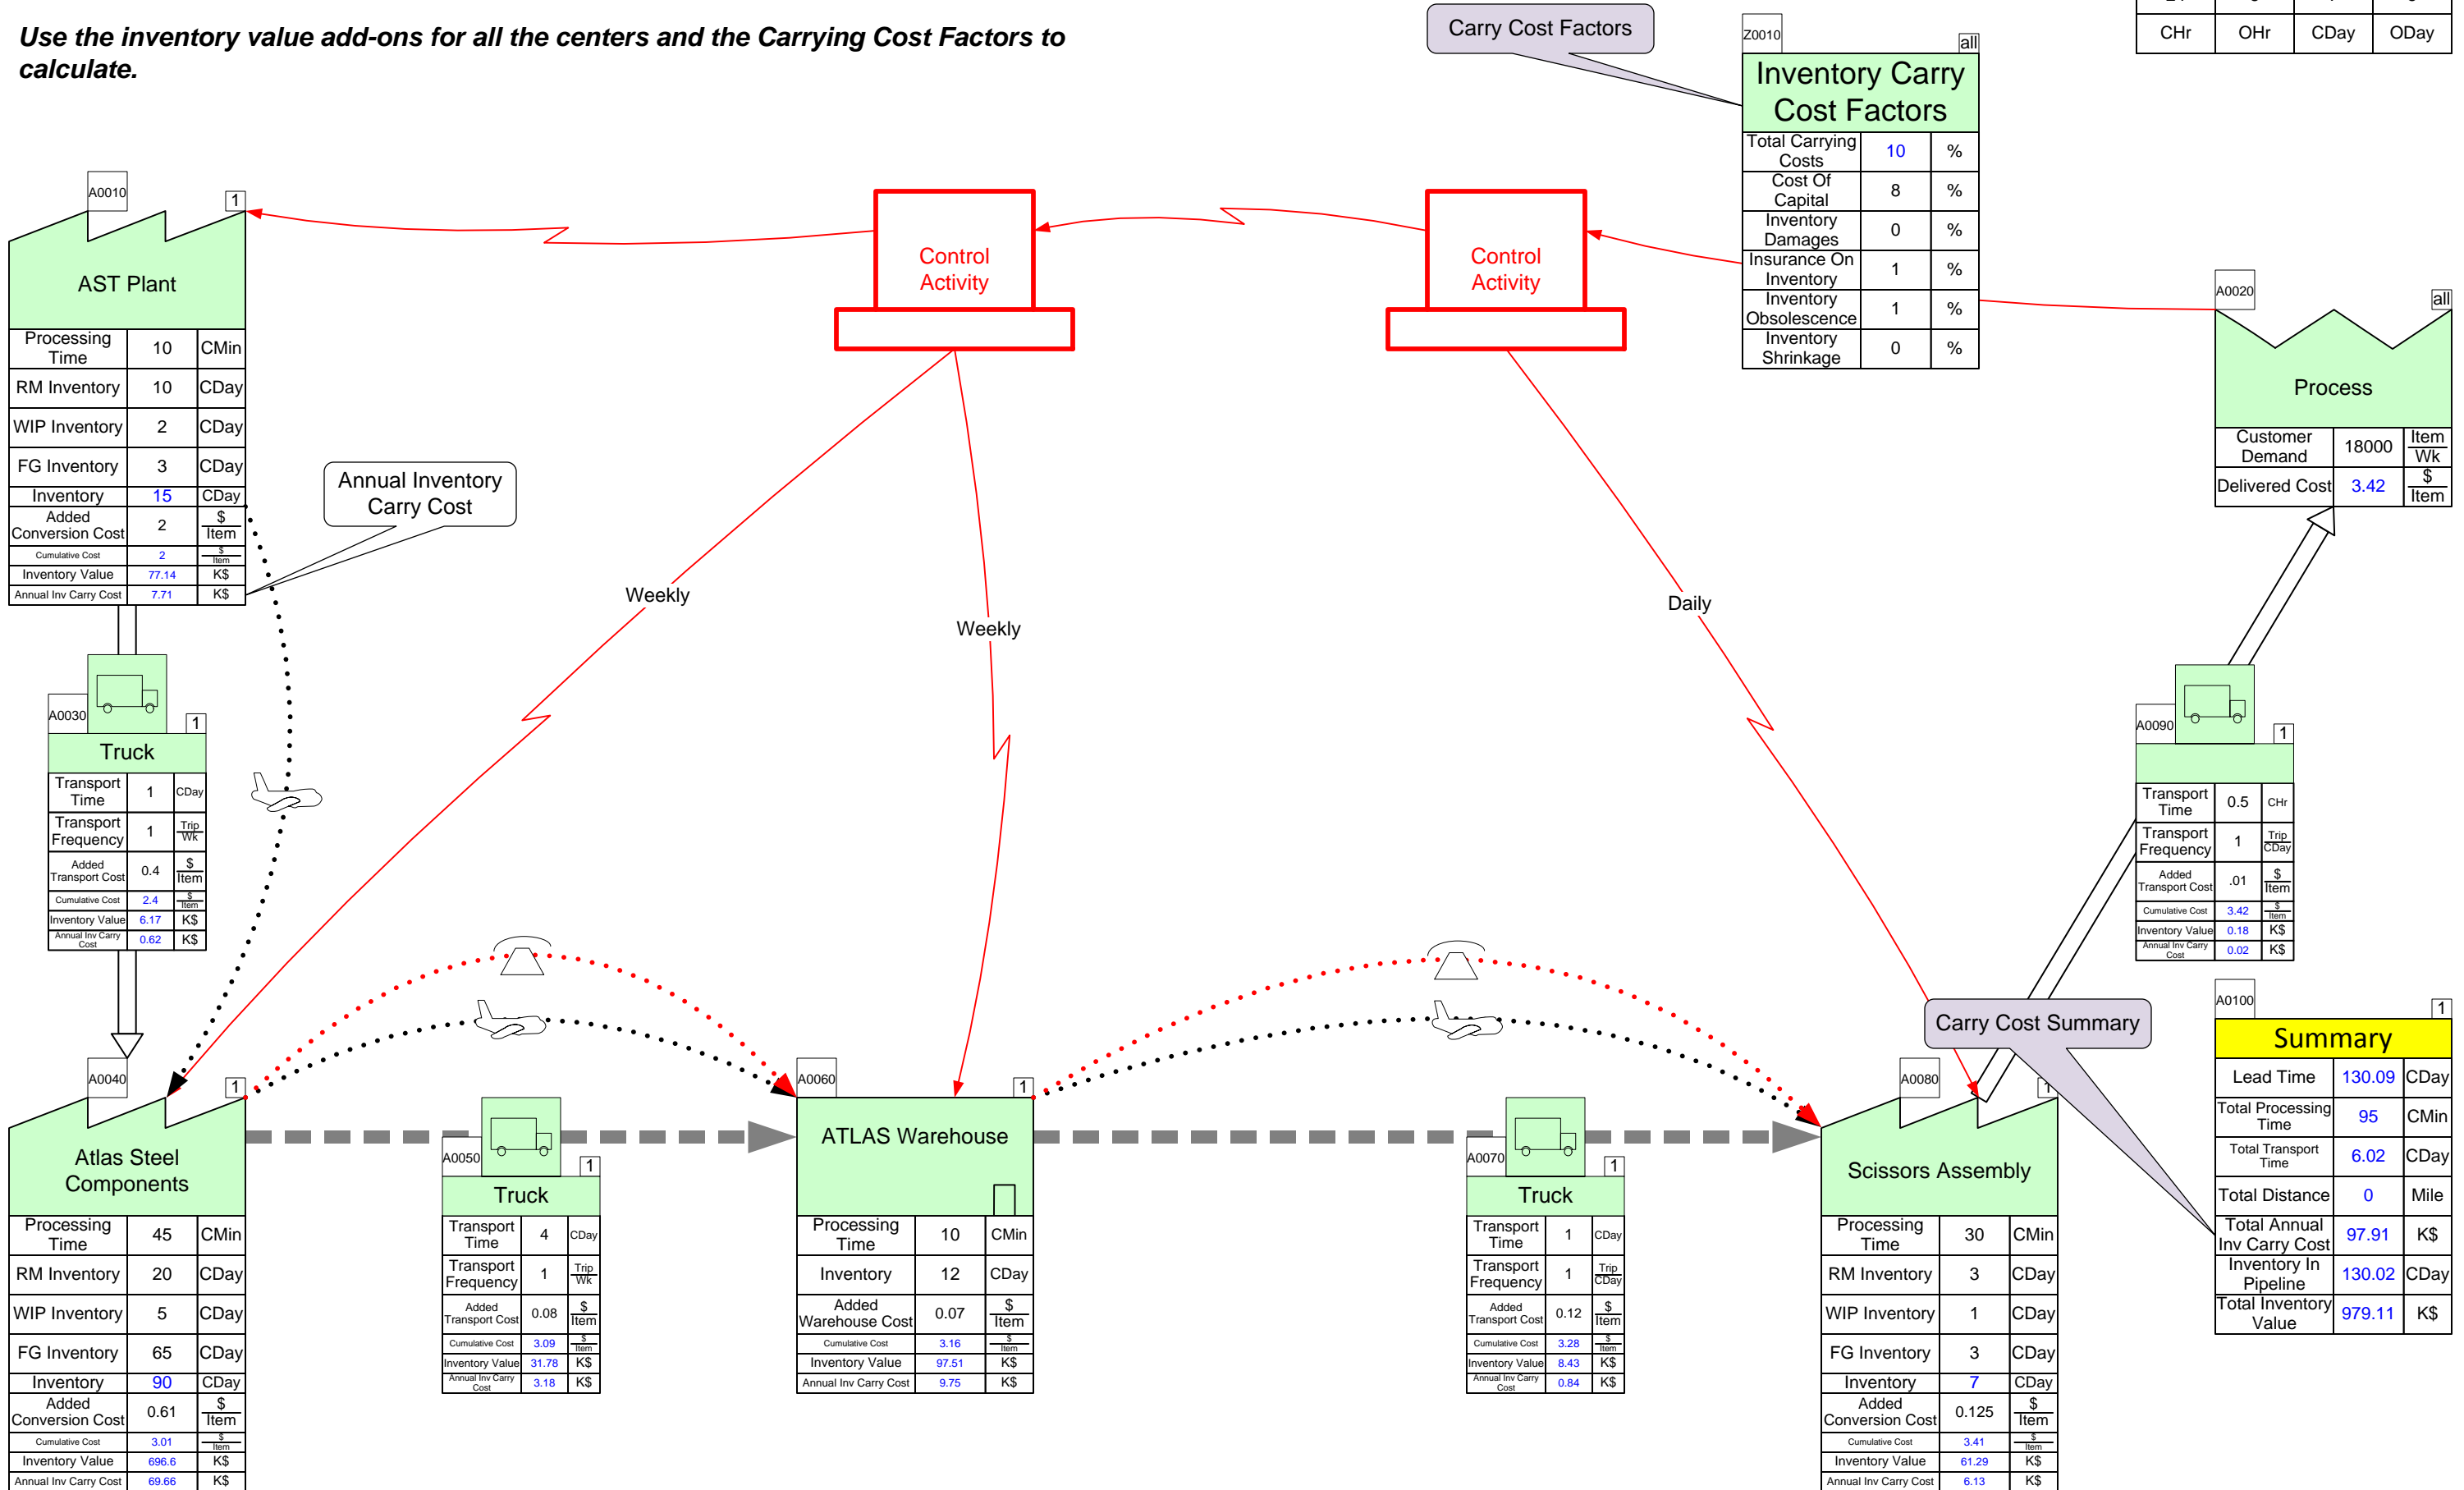 Use the inventory value add-ons for all the centers and the Carrying Cost Factors to
calculate.
Carry Cost Factors
CHr OHr CDay ODay
Z0010
all
Inventory Carry
Cost Factors
Total Carrying
Costs
10 %
Cost Of
Capital
8 %
Inventory
Damages
0 %
Insurance On
Inventory
1 %
Inventory
Obsolescence
1 %
Inventory
Shrinkage
0 %
A0010
1
AST Plant
Processing
Time
10 CMin
RM Inventory 10 CDay
WIP Inventory 2 CDay
FG Inventory 3 CDay
Inventory 15 CDay
Added
Conversion Cost
2 $
Item
Cumulative Cost 2 $
Item
Inventory Value 77.14 K$
Annual Inv Carry Cost 7.71 K$
Annual Inventory
Carry Cost
Control
Activity
Control
Activity
Weekly
Weekly
Daily
A0020
all
Process
Customer
Demand
18000 Item
Wk
Delivered Cost 3.42 $
Item
A0030
1
Truck
Transport
Time
1 CDay
Transport
Frequency
1 Trip
Wk
Added
Transport Cost
0.4 $
Item
Cumulative Cost 2.4 $
Item
Inventory Value 6.17 K$
Annual Inv Carry
Cost
0.62 K$
A0090
1
Transport
Time
0.5 CHr
Transport
Frequency
1 Trip
CDay
Added
Transport Cost
.01 $
Item
Cumulative Cost 3.42 $
Item
Inventory Value 0.18 K$
Annual Inv Carry
Cost
0.02 K$
A0040
1
Atlas Steel
Components
Processing
Time
45 CMin
RM Inventory 20 CDay
WIP Inventory 5 CDay
FG Inventory 65 CDay
Inventory 90 CDay
Added
Conversion Cost
0.61 $
Item
Cumulative Cost 3.01 $
Item
Inventory Value 696.6 K$
Annual Inv Carry Cost 69.66 K$
A0050
1
Truck
Transport
Time
4 CDay
Transport
Frequency
1 Trip
Wk
Added
Transport Cost
0.08 $
Item
Cumulative Cost 3.09 $
Item
Inventory Value 31.78 K$
Annual Inv Carry
Cost
3.18 K$
A0060
1
ATLAS Warehouse
Processing
Time
10 CMin
Inventory 12 CDay
Added
Warehouse Cost
0.07 $
Item
Cumulative Cost 3.16 $
Item
Inventory Value 97.51 K$
Annual Inv Carry Cost 9.75 K$
A0070
1
Truck
Transport
Time
1 CDay
Transport
Frequency
1 Trip
CDay
Added
Transport Cost
0.12 $
Item
Cumulative Cost 3.28 $
Item
Inventory Value 8.43 K$
Annual Inv Carry
Cost
0.84 K$
A0080
1
Scissors Assembly
Processing
Time
30 CMin
RM Inventory 3 CDay
WIP Inventory 1 CDay
FG Inventory 3 CDay
Inventory 7 CDay
Added
Conversion Cost
0.125 $
Item
Cumulative Cost 3.41 $
Item
Inventory Value 61.29 K$
Annual Inv Carry Cost 6.13 K$
Carry Cost Summary
A0100
1
Summary
Lead Time 130.09 CDay
Total Processing
Time
95 CMin
Total Transport
Time
6.02 CDay
Total Distance 0 Mile
Total Annual
Inv Carry Cost
97.91 K$
Inventory In
Pipeline
130.02 CDay
Total Inventory
Value
979.11 K$